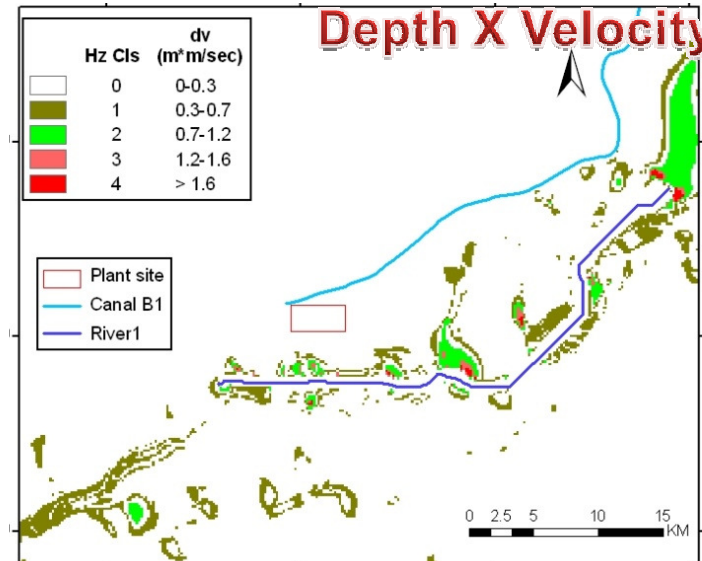 Depth X Velocity
dv
Hz Cls (m*m/sec)
0 0-0.3
1 0.3-0.7
2 0.7-1.2
3 1.2-1.6
4 > 1.6
Plant site
Canal B1
River1
0 2.5 5 10 15
KM